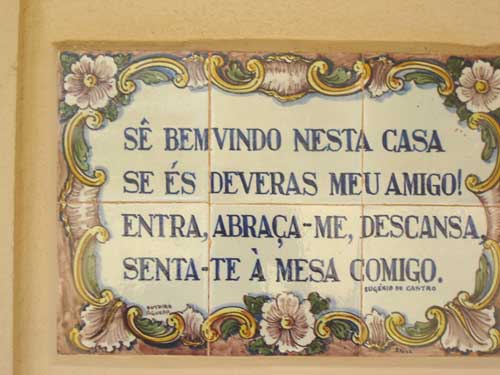 SÊ BEMVINDO NESTA CASA
SE ÉS DEVERAS MEU AMIGO!
ENTRA, ABRAÇA-ME, DESCANSA,
SENTA-TE À MESA COMIGO.
EUGÉNIO DE CASTRO